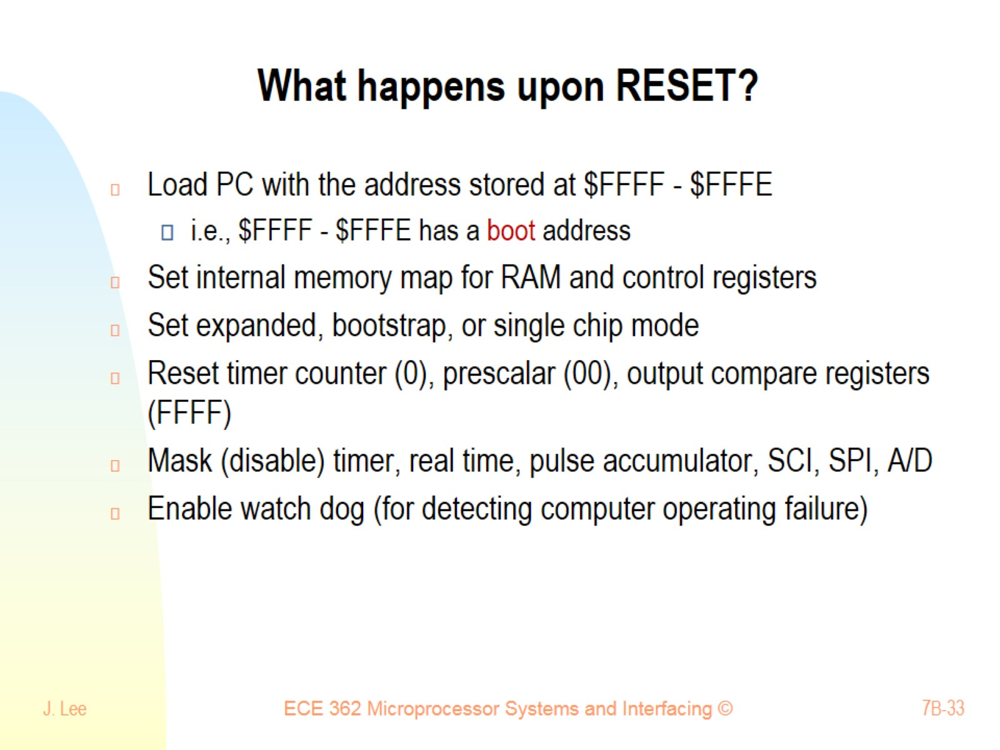 What happens upon RESET?
Load PC with the address stored at $FFFF - $FFFE
i.e., $FFFF - $FFFE has a boot address
Set internal memory map for RAM and control registers
Set expanded, bootstrap, or single chip mode
Reset timer counter (0), prescalar (00), output compare registers
(FFFF)
Mask (disable) timer, real time, pulse accumulator, SCI, SPI, A/D
Enable watch dog (for detecting computer operating failure)
J. Lee
ECE 362 Microprocessor Systems and Interfacing ©
7B-33